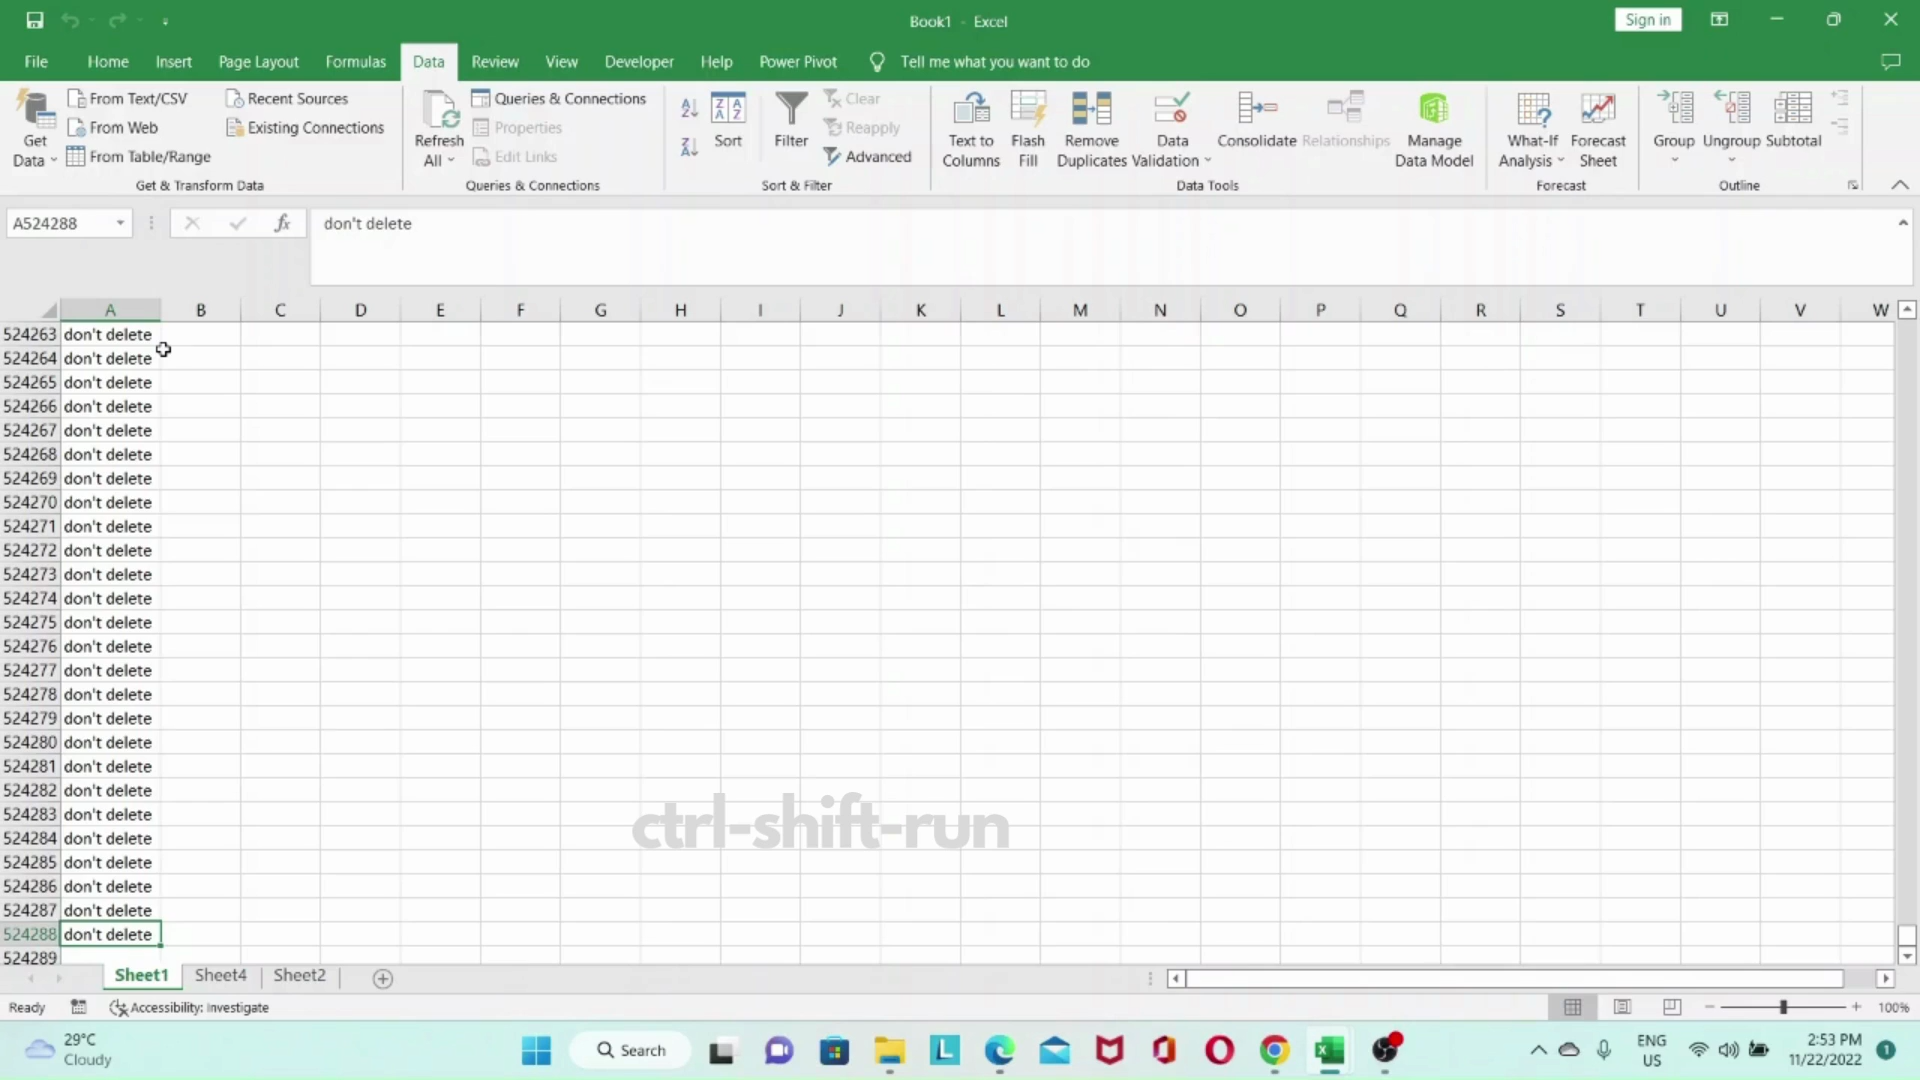 Book1 - Excel
Sign in
File Home Insert Page Layout Formulas Data Review View Developer Help Power Pivot Tell me what you want to do
Get Data
From Text/CSV
From Web
From Table/Range
Recent Sources
Existing Connections
Get & Transform Data
Refresh All
Queries & Connections
Properties
Edit Links
Queries & Connections
Sort
Filter
Clear
Reapply
Advanced
Sort & Filter
Text to Columns
Flash Fill
Remove Duplicates
Data Validation
Consolidate
Relationships
Manage Data Model
Data Tools
What-If Analysis
Forecast Sheet
Forecast
Group
Ungroup
Subtotal
Outline
A524288
fx
don't delete
A B C D E F G H I J K L M N O P Q R S T U V W
524263 don't delete
524264 don't delete
524265 don't delete
524266 don't delete
524267 don't delete
524268 don't delete
524269 don't delete
524270 don't delete
524271 don't delete
524272 don't delete
524273 don't delete
524274 don't delete
524275 don't delete
524276 don't delete
524277 don't delete
524278 don't delete
524279 don't delete
524280 don't delete
524281 don't delete
524282 don't delete
524283 don't delete
524284 don't delete
524285 don't delete
524286 don't delete
524287 don't delete
524288 don't delete
524289
ctrl-shift-run
Sheet1 Sheet4 Sheet2
Ready Accessibility: Investigate
100%
29°C
Cloudy
Search
ENG
US
2:53 PM
11/22/2022
1